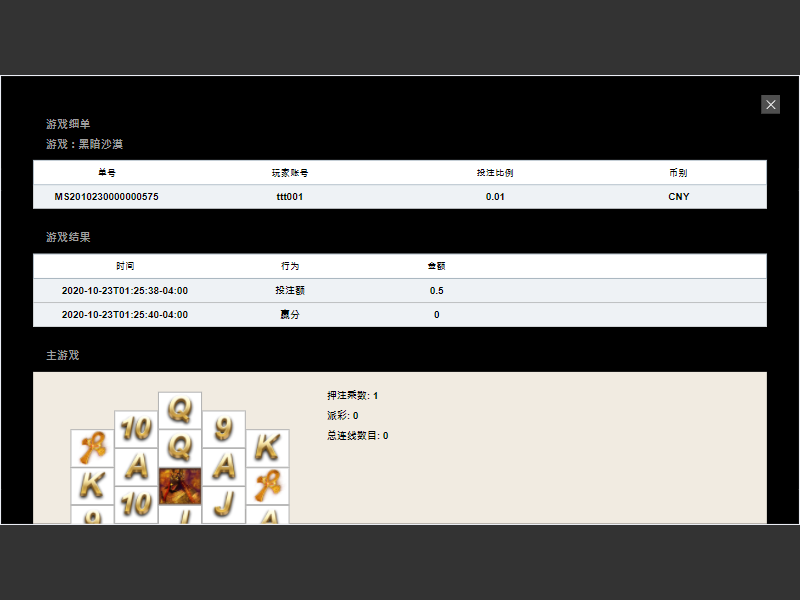 游戏细单
游戏：黑暗沙漠
单号 玩家账号 投注比例 币别
MS2010230000000575 ttt001 0.01 CNY
游戏结果
时间 行为 金额
2020-10-23T01:25:38-04:00 投注额 0.5
2020-10-23T01:25:40-04:00 赢分 0
主游戏
押注乘数: 1
派彩: 0
总连线数目: 0
Q
10 9
Q K
A A
K
10 J
9 J A